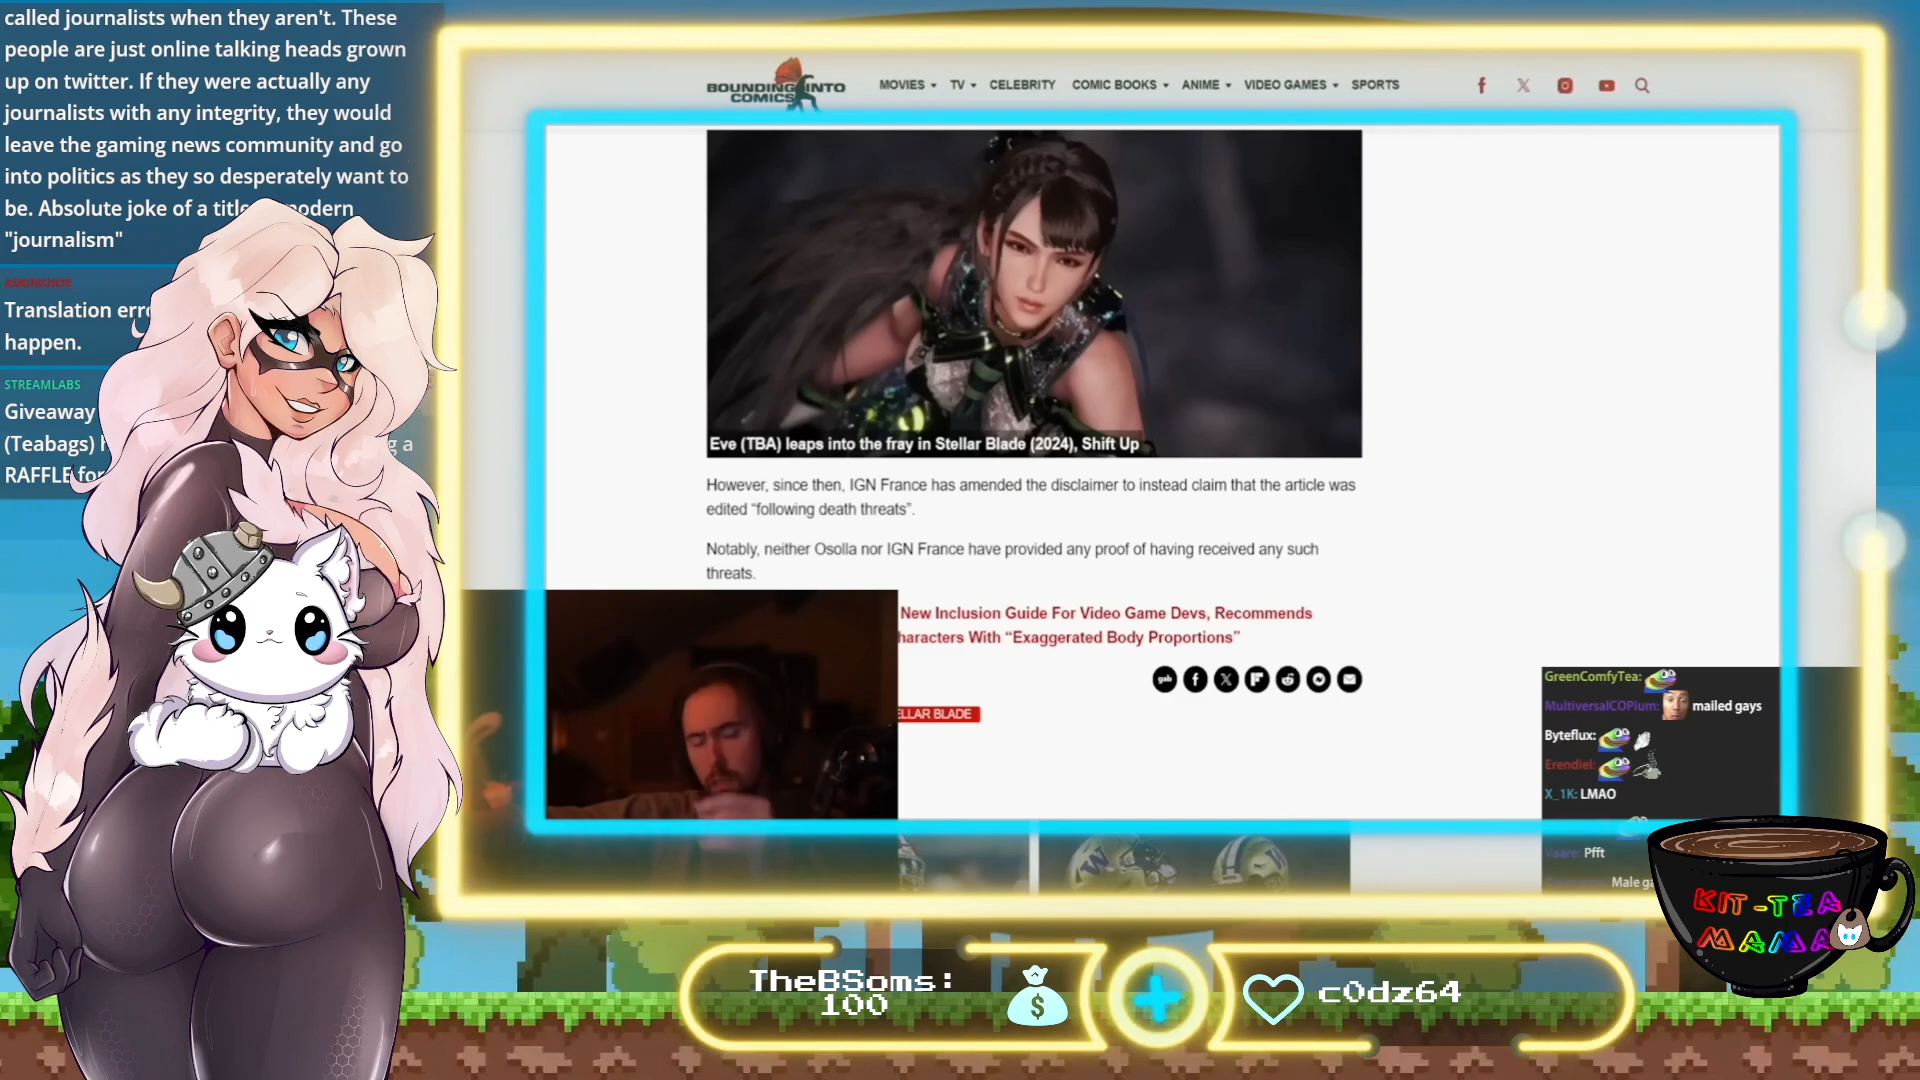 called journalists when they aren't. These
people are just online talking heads grown
up on twitter. If they were actually any
journalists with any integrity, they would
leave the gaming news community and go
into politics as they so desperately want to
be. Absolute joke of a title
"journalism"
Translation
happen.
STREAMLABS
Giveaway
(Teabags)
g a
RAFFLE for
BOUNDING INTO
COMICS
MOVIES TV CELEBRITY COMIC BOOKS ANIME VIDEO GAMES SPORTS
Eve (TBA) leaps into the fray in Stellar Blade (2024), Shift Up
However, since then, IGN France has amended the disclaimer to instead claim that the article was
edited “following death threats”.
Notably, neither Osolla nor IGN France have provided any proof of having received any such
threats.
New Inclusion Guide For Video Game Devs, Recommends
haracters With “Exaggerated Body Proportions”
gab
ELLAR BLADE
GreenComfyTea:
MultiversalCOPium: mailed gays
Byteflux:
Erendiel:
X_1K: LMAO
Vaare: Pfft
Male ga
KIT-TEA
MAMA
TheBSoms:
100
c0dz64